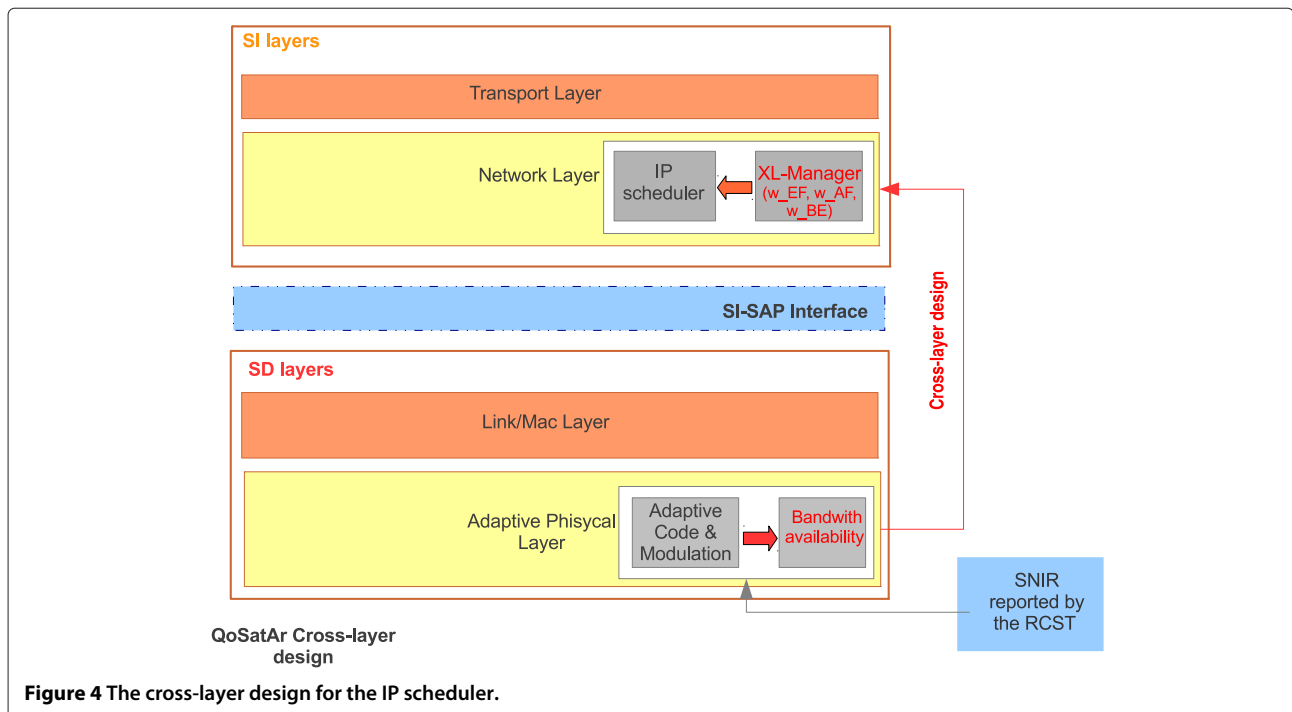 SI layers
Transport Layer
Network Layer
IP
scheduler
XL-Manager
(w_EF, w_AF,
w_BE)
SI-SAP Interface
Cross-layer design
SD layers
Link/Mac Layer
Adaptive Phisycal
Layer
Adaptive
Code &
Modulation
Bandwith
availability
SNIR
reported by
the RCST
QoSatAr Cross-layer
design
Figure 4 The cross-layer design for the IP scheduler.